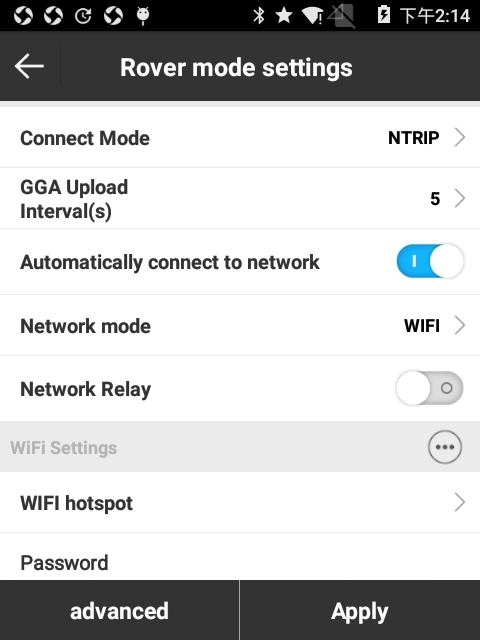 下午2:14
Rover mode settings
Connect Mode NTRIP
GGA Upload
Interval(s) 5
Automatically connect to network
Network mode WIFI
Network Relay
WiFi Settings
WIFI hotspot
Password
advanced Apply